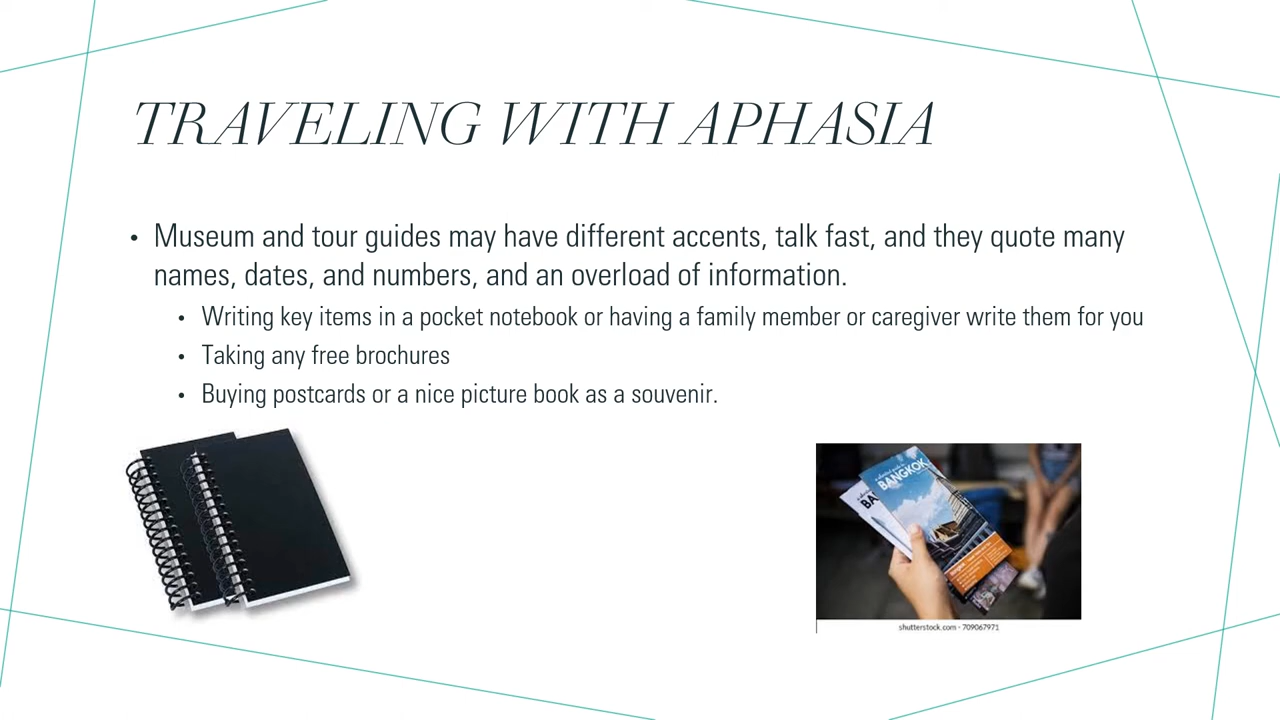 TRAVELING WITH APHASIA
• Museum and tour guides may have different accents, talk fast, and they quote many
names, dates, and numbers, and an overload of information.
• Writing key items in a pocket notebook or having a family member or caregiver write them for you
• Taking any free brochures
• Buying postcards or a nice picture book as a souvenir.
BANGKOK
BA
shutterstock.com · 709067971